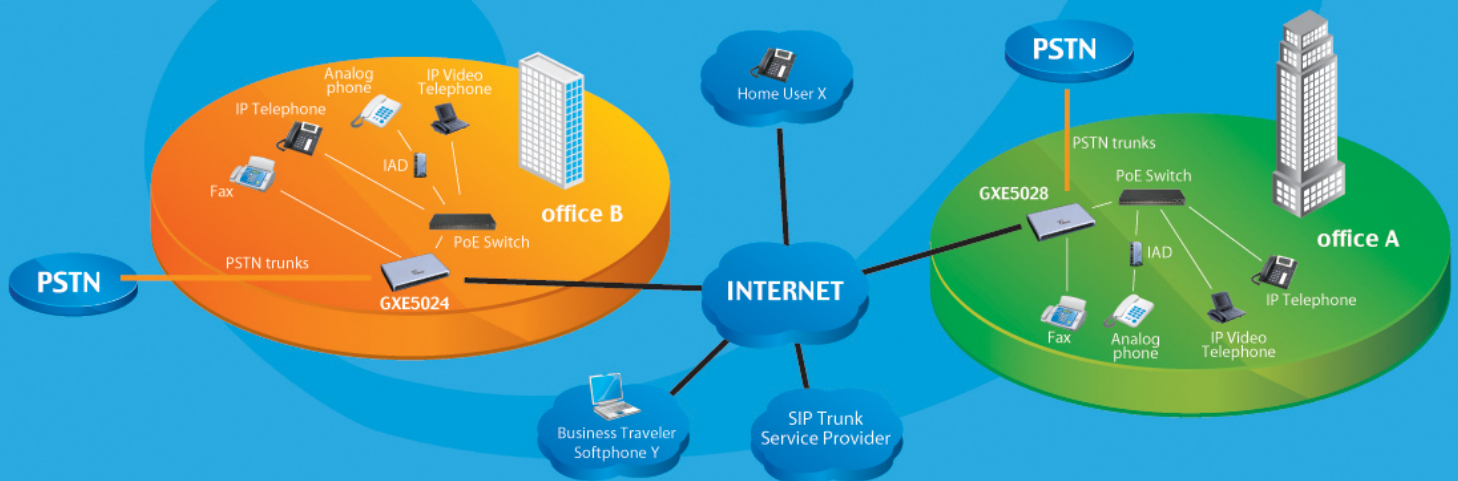 Analog
phone
IP Video
Telephone
IP Telephone
Fax
IAD
office B
PoE Switch
PSTN
PSTN trunks
GXE5024
Home User X
INTERNET
Business Traveler
Softphone Y
SIP Trunk
Service Provider
PSTN
PSTN trunks
PoE Switch
GXE5028
office A
IAD
IP Telephone
Fax
Analog
phone
IP Video
Telephone